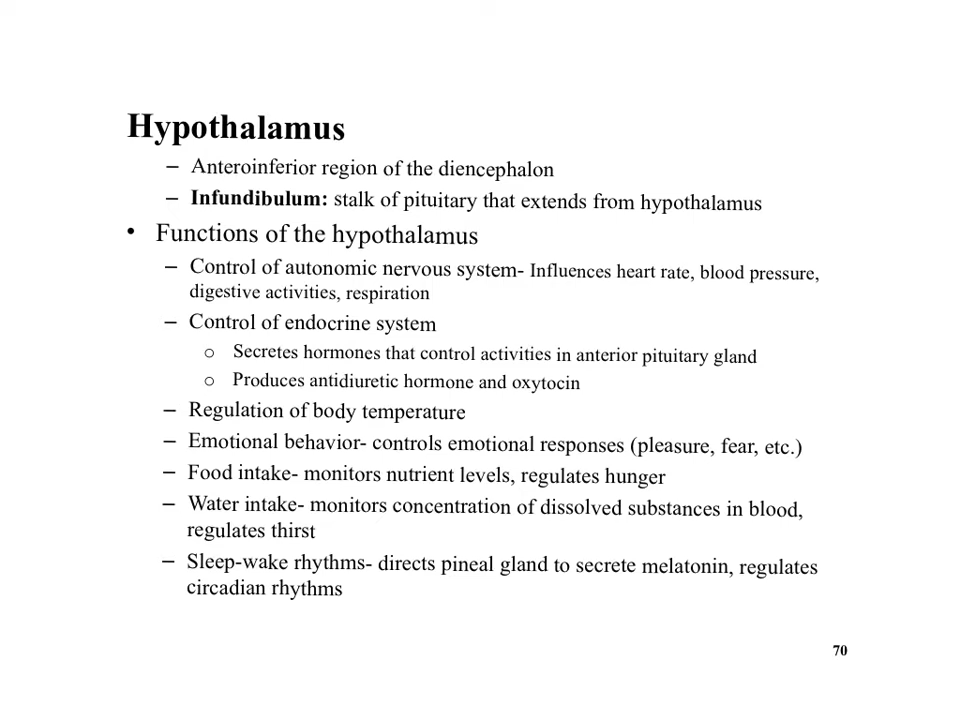 Hypothalamus
– Anteroinferior region of the diencephalon
– Infundibulum: stalk of pituitary that extends from hypothalamus
• Functions of the hypothalamus
– Control of autonomic nervous system- Influences heart rate, blood pressure,
digestive activities, respiration
– Control of endocrine system
o Secretes hormones that control activities in anterior pituitary gland
o Produces antidiuretic hormone and oxytocin
– Regulation of body temperature
– Emotional behavior- controls emotional responses (pleasure, fear, etc.)
– Food intake- monitors nutrient levels, regulates hunger
– Water intake- monitors concentration of dissolved substances in blood,
regulates thirst
– Sleep-wake rhythms- directs pineal gland to secrete melatonin, regulates
circadian rhythms
70